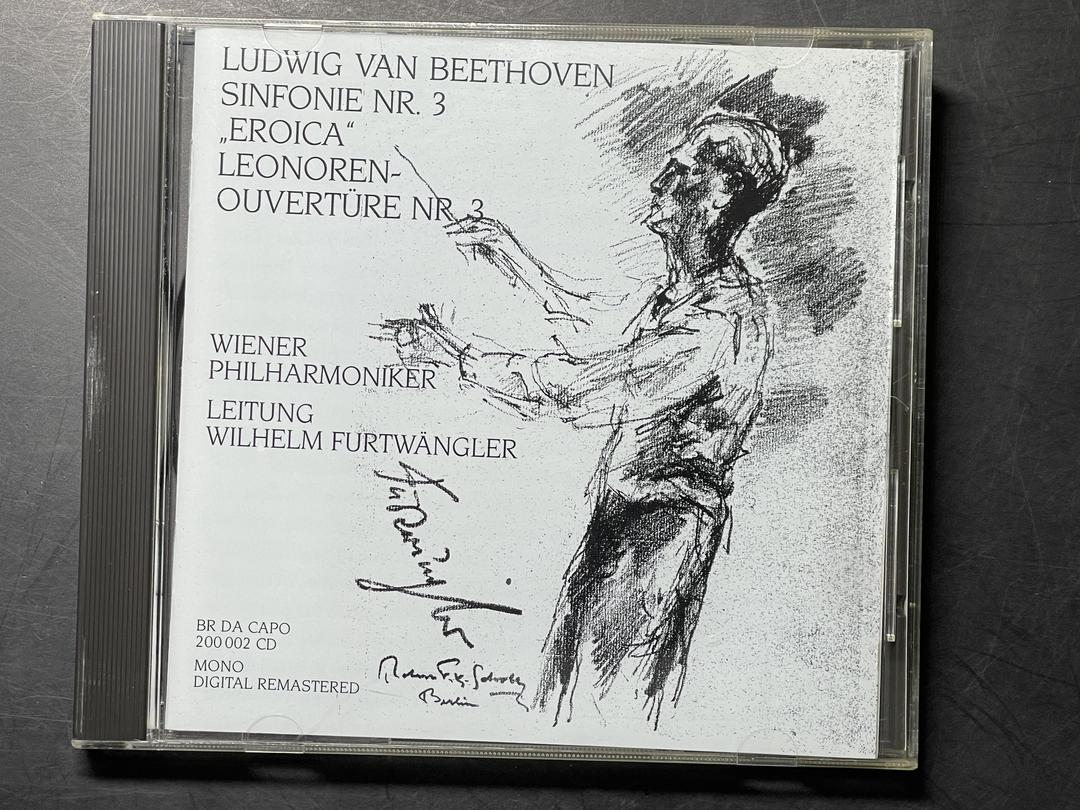 LUDWIG VAN BEETHOVEN
SINFONIE NR. 3
„EROICA“
LEONOREN-
OUVERTÜRE NR. 3
WIENER
PHILHARMONIKER
LEITUNG
WILHELM FURTWÄNGLER
Furtwängler
BR DA CAPO
200 002 CD
MONO
DIGITAL REMASTERED
Berlin